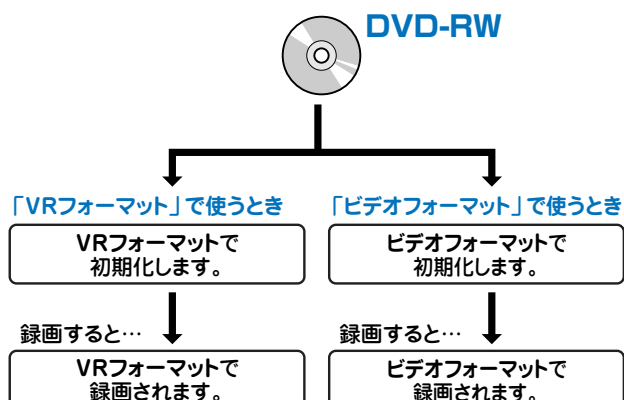 DVD-RW
「VRフォーマット」で使うとき
VRフォーマットで
初期化します。
録画すると…
VRフォーマットで
録画されます。
「ビデオフォーマット」で使うとき
ビデオフォーマットで
初期化します。
録画すると…
ビデオフォーマットで
録画されます。